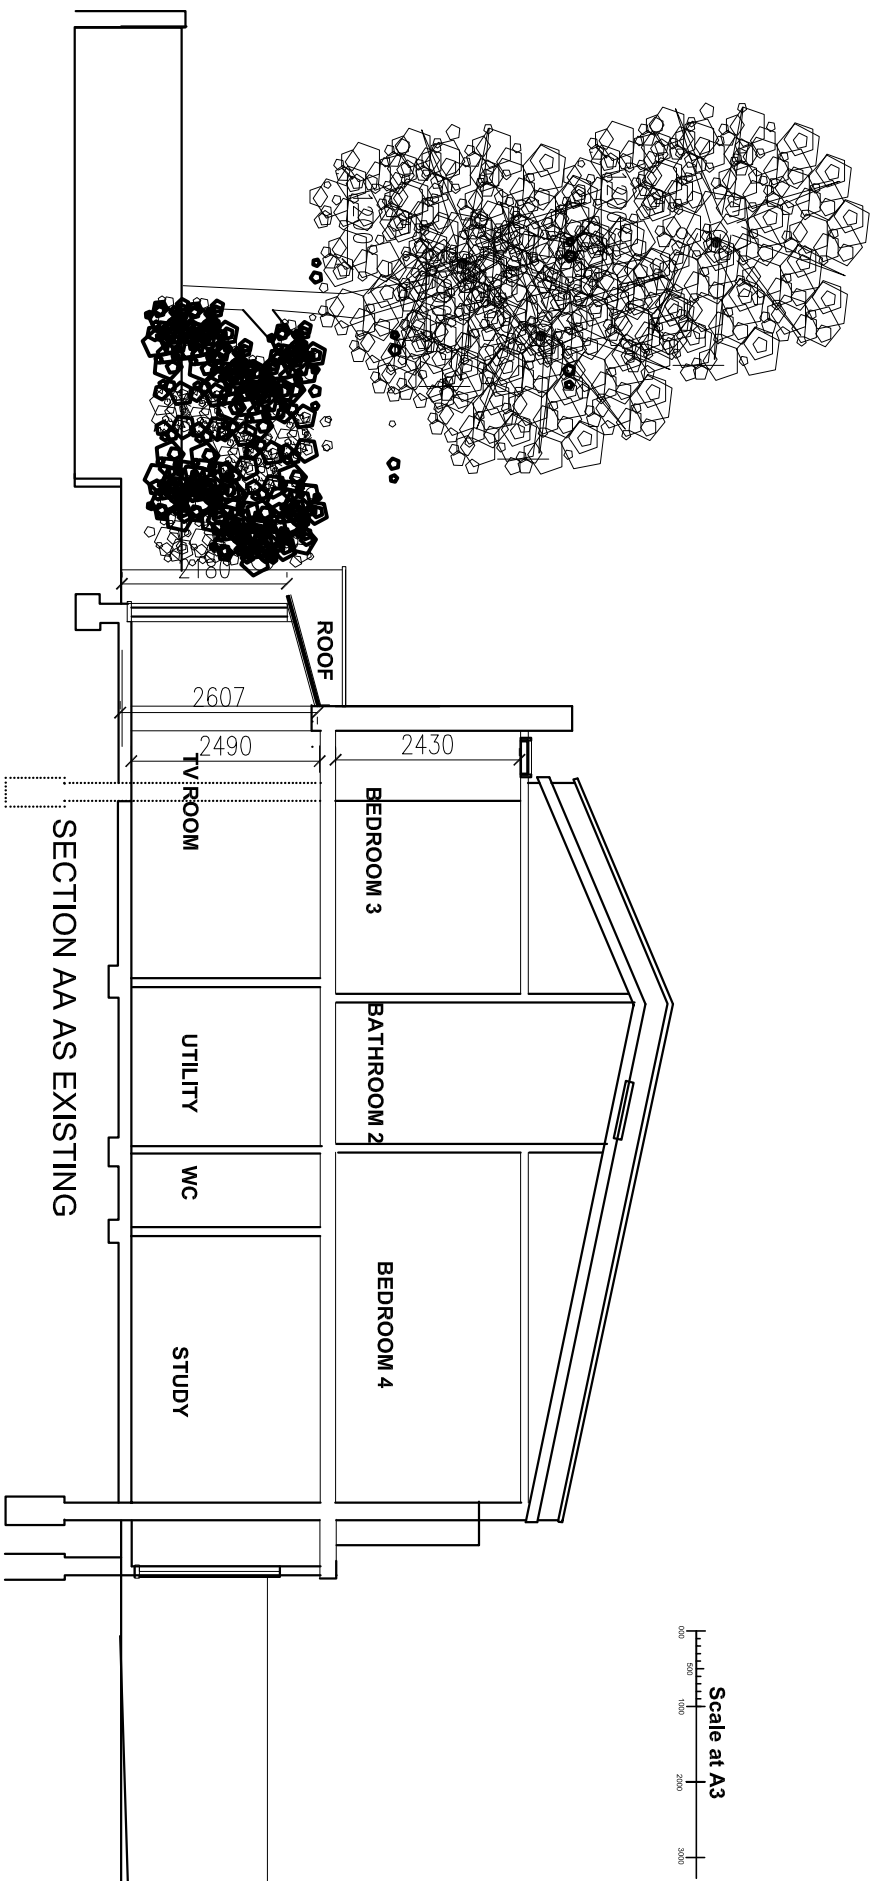 Scale at A3
000
500
1000
2000
3000
ROOF
BEDROOM 3
BATHROOM 2
BEDROOM 4
2430
2180
2607
2490
TV ROOM
UTILITY
WC
STUDY
SECTION AA AS EXISTING